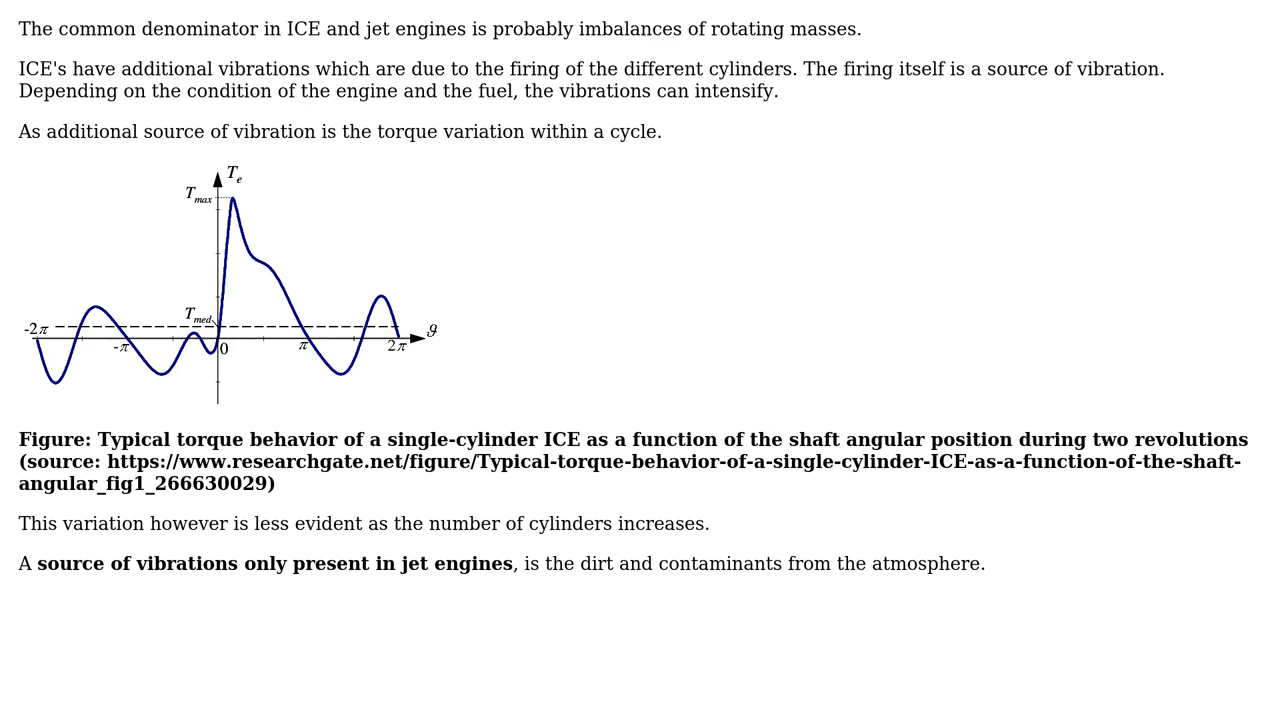 The common denominator in ICE and jet engines is probably imbalances of rotating masses.
ICE's have additional vibrations which are due to the firing of the different cylinders. The firing itself is a source of vibration.
Depending on the condition of the engine and the fuel, the vibrations can intensify.
As additional source of vibration is the torque variation within a cycle.
T_e
T_max
T_med
-2π
ϑ
-π
0
π
2π
Figure: Typical torque behavior of a single-cylinder ICE as a function of the shaft angular position during two revolutions
(source: https://www.researchgate.net/figure/Typical-torque-behavior-of-a-single-cylinder-ICE-as-a-function-of-the-shaft-
angular_fig1_266630029)
This variation however is less evident as the number of cylinders increases.
A source of vibrations only present in jet engines, is the dirt and contaminants from the atmosphere.